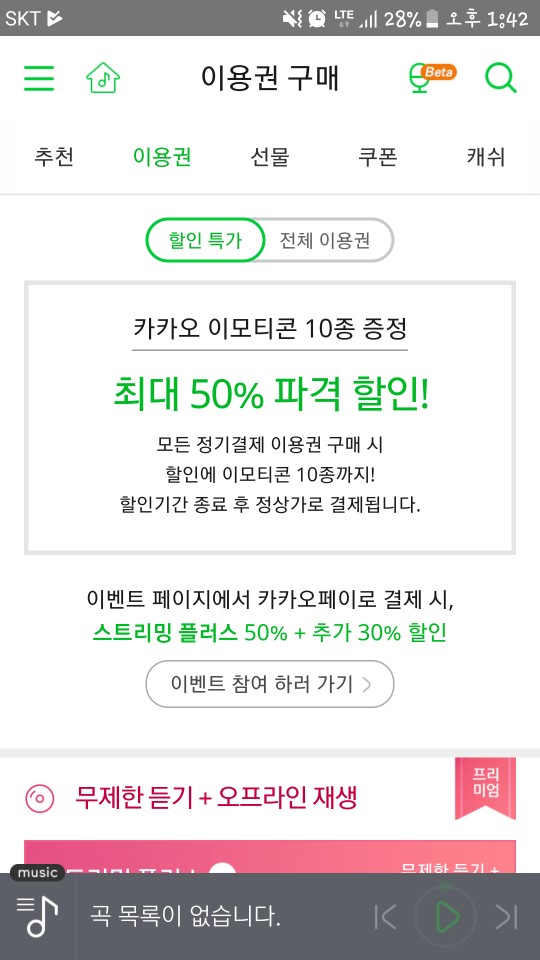 SKT LTE 28% 오후 1:42
이용권 구매 Beta
추천 이용권 선물 쿠폰 캐쉬
할인 특가 전체 이용권
카카오 이모티콘 10종 증정
최대 50% 파격 할인!
모든 정기결제 이용권 구매 시
할인에 이모티콘 10종까지!
할인기간 종료 후 정상가로 결제됩니다.
이벤트 페이지에서 카카오페이로 결제 시,
스트리밍 플러스 50% + 추가 30% 할인
이벤트 참여 하러 가기 >
프리
미엄
무제한 듣기 + 오프라인 재생
무제한 듣기 +
music
곡 목록이 없습니다.